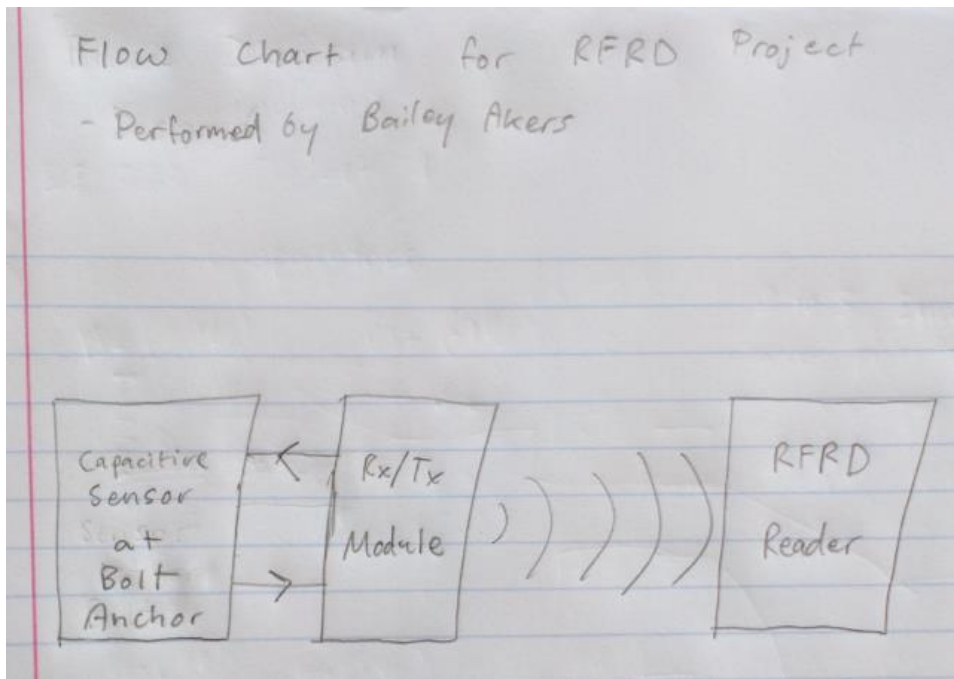 Flow Chart for RFRD Project
- Performed by Bailey Akers
Capacitive
Sensor
at
Bolt
Anchor
Rx/Tx
Module
RFRD
Reader